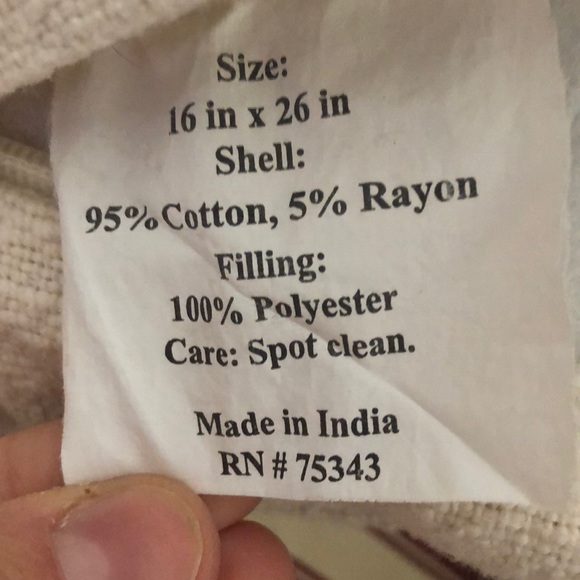 Size:
16 in x 26 in
Shell:
95% Cotton, 5% Rayon
Filling:
100% Polyester
Care: Spot clean.
Made in India
RN # 75343